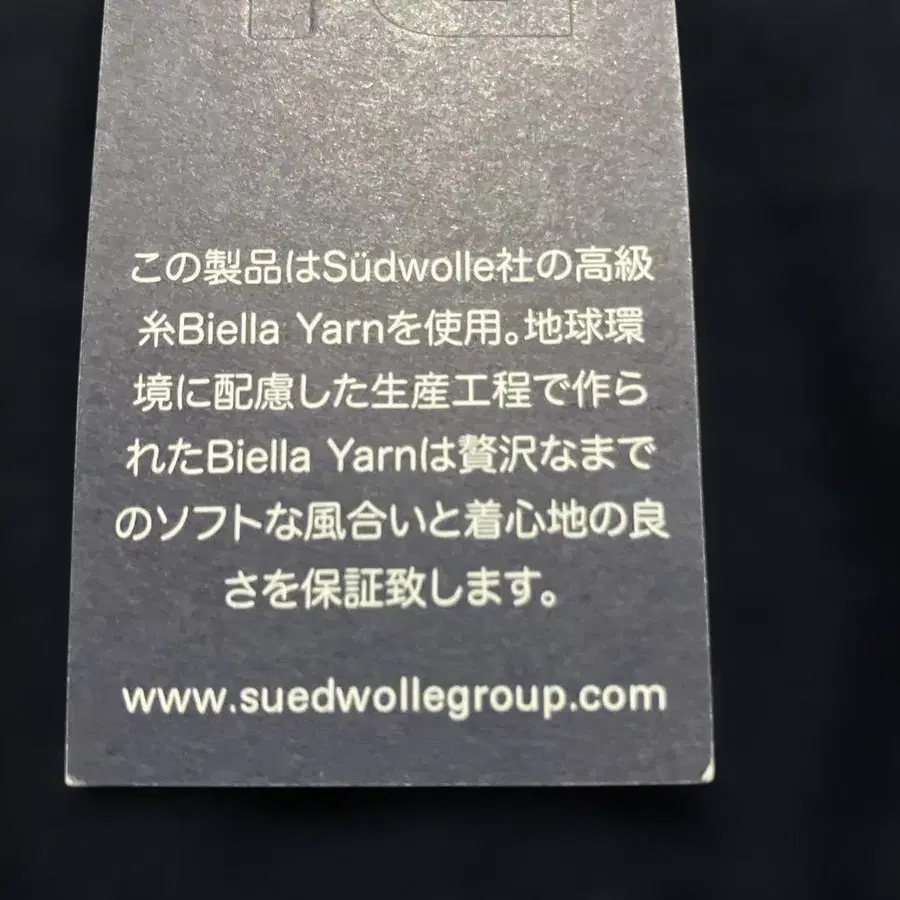 この製品はSüdwolle社の高級
糸Biella Yarnを使用。地球環
境に配慮した生産工程で作ら
れたBiella Yarnは贅沢なまで
のソフトな風合いと着心地の良
さを保証致します。
www.suedwollegroup.com